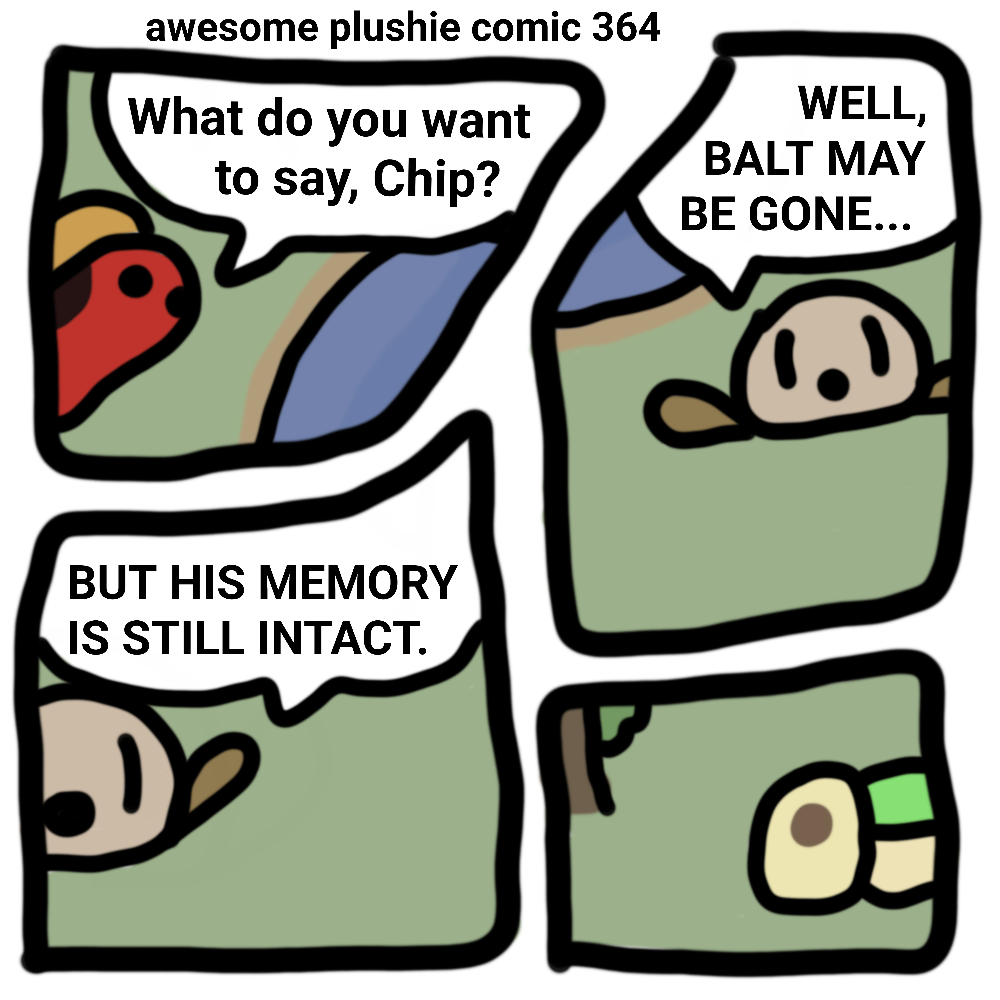 awesome plushie comic 364
What do you want
to say, Chip?
WELL,
BALT MAY
BE GONE...
BUT HIS MEMORY
IS STILL INTACT.